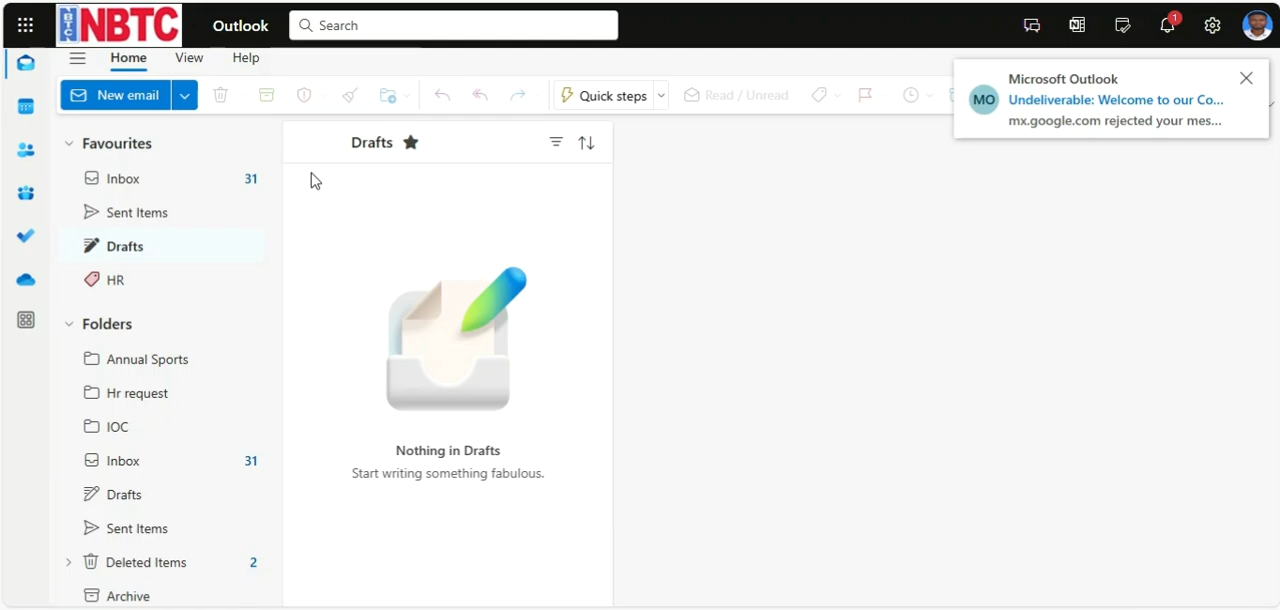 NBTC
NBTC
Outlook
Search
1
Home
View
Help
New email
Quick steps
Read / Unread
Microsoft Outlook
MO
Undeliverable: Welcome to our Co...
mx.google.com rejected your mes...
Favourites
Inbox 31
Sent Items
Drafts
HR
Folders
Annual Sports
Hr request
IOC
Inbox 31
Drafts
Sent Items
Deleted Items 2
Archive
Drafts
Nothing in Drafts
Start writing something fabulous.